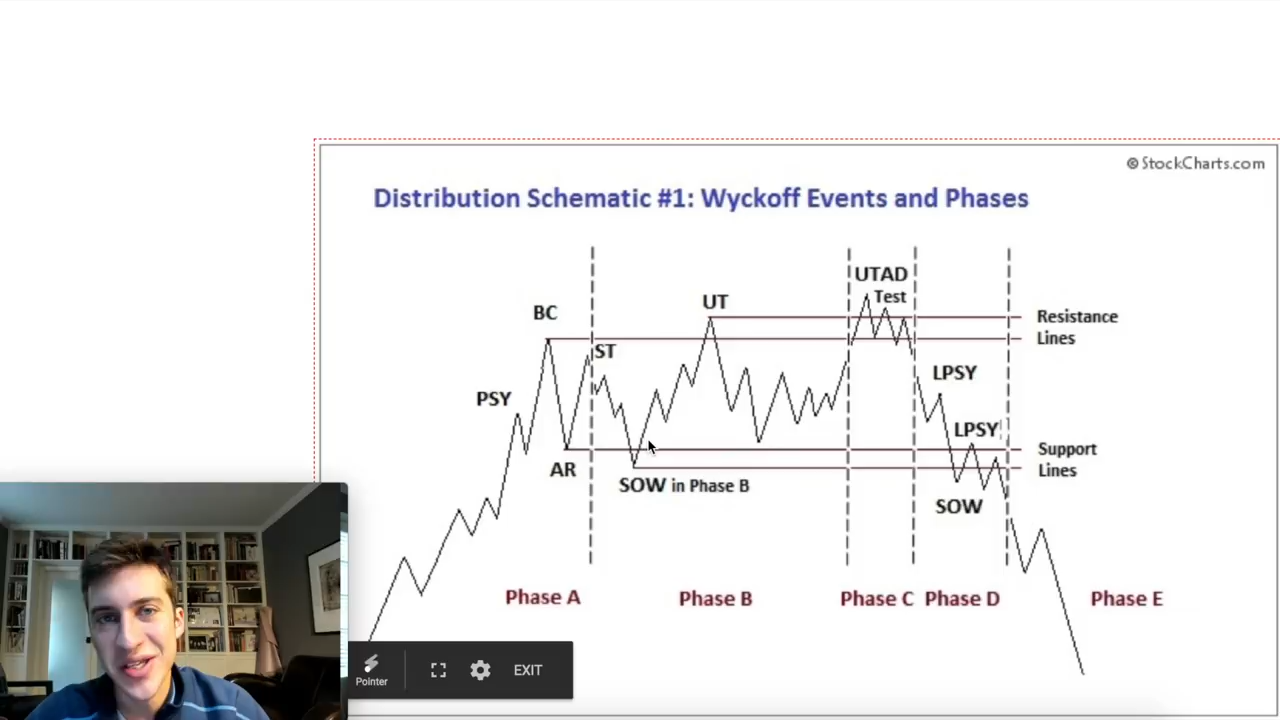 © StockCharts.com
Distribution Schematic #1: Wyckoff Events and Phases
UTAD
Test
UT
BC
Resistance
Lines
ST
LPSY
PSY
LPSY
Support
Lines
AR
SOW in Phase B
SOW
Phase A
Phase B
Phase C
Phase D
Phase E
Pointer
EXIT